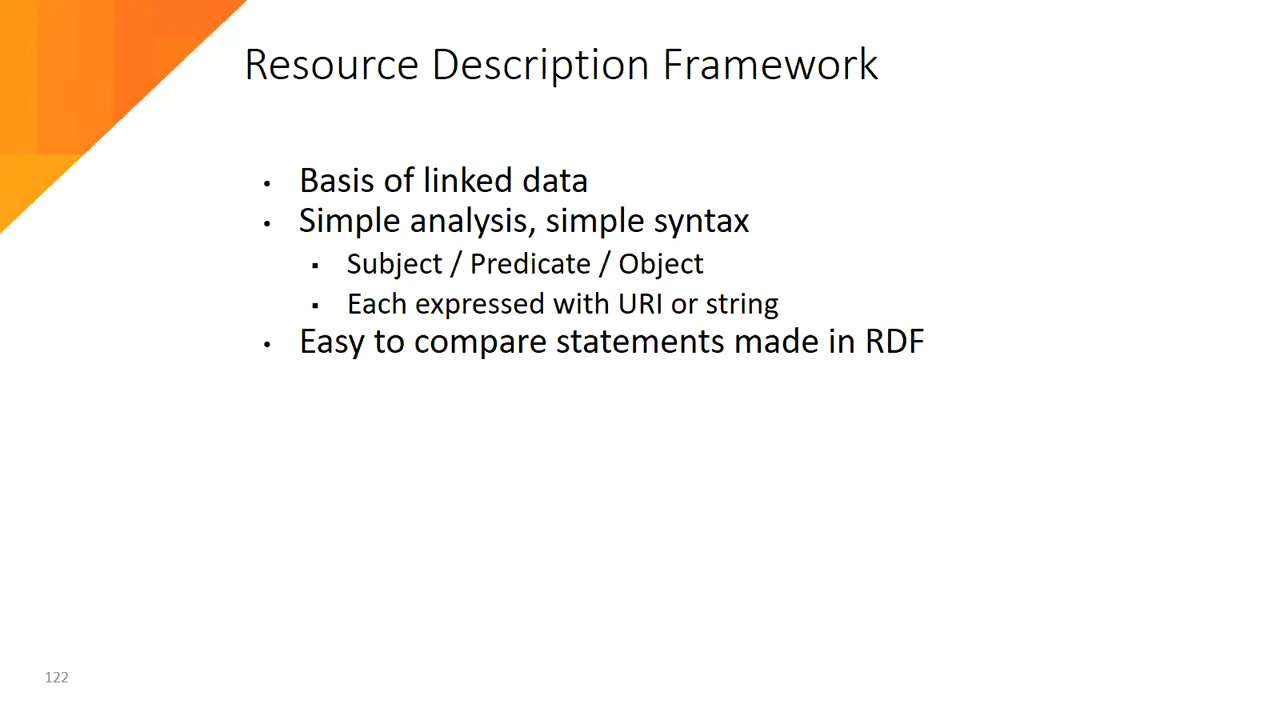 Resource Description Framework
• Basis of linked data
• Simple analysis, simple syntax
▪ Subject / Predicate / Object
▪ Each expressed with URI or string
• Easy to compare statements made in RDF
122